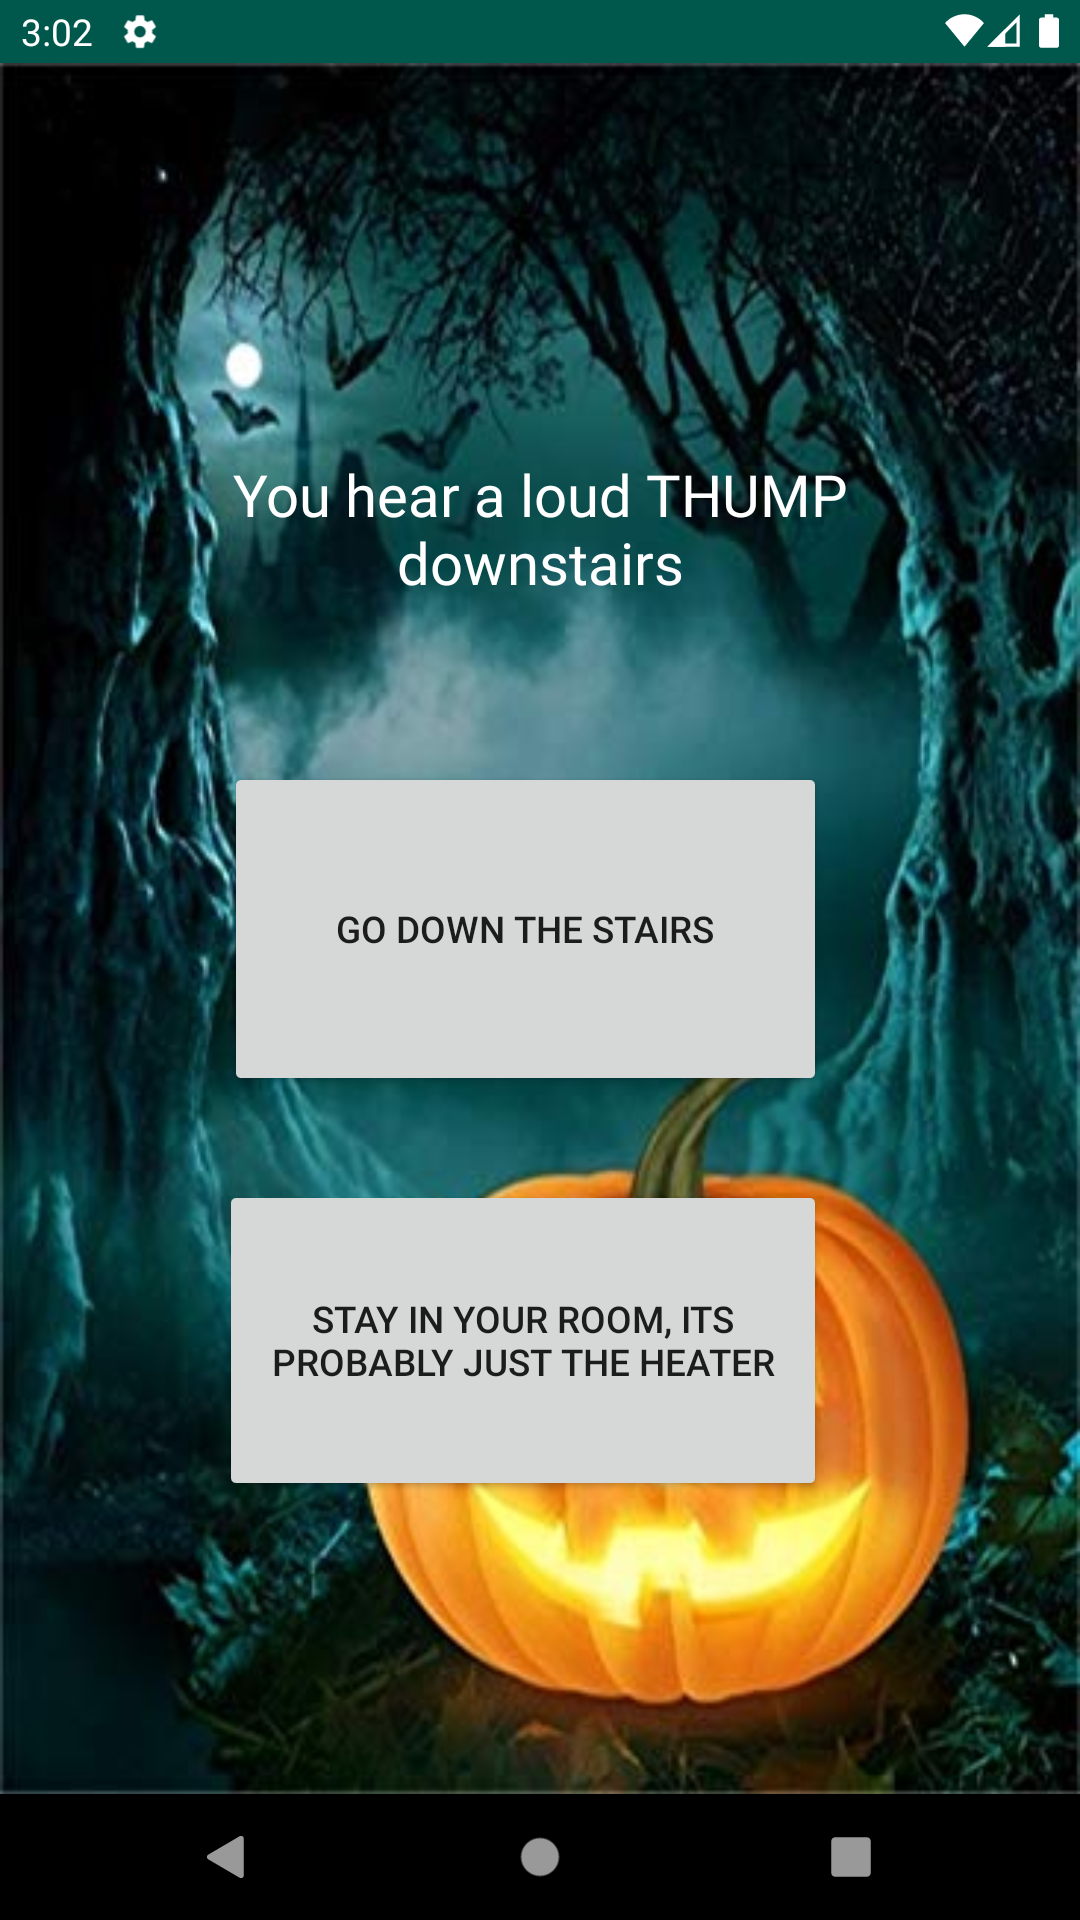 3:02
You hear a loud THUMP
downstairs
GO DOWN THE STAIRS
STAY IN YOUR ROOM, ITS
PROBABLY JUST THE HEATER